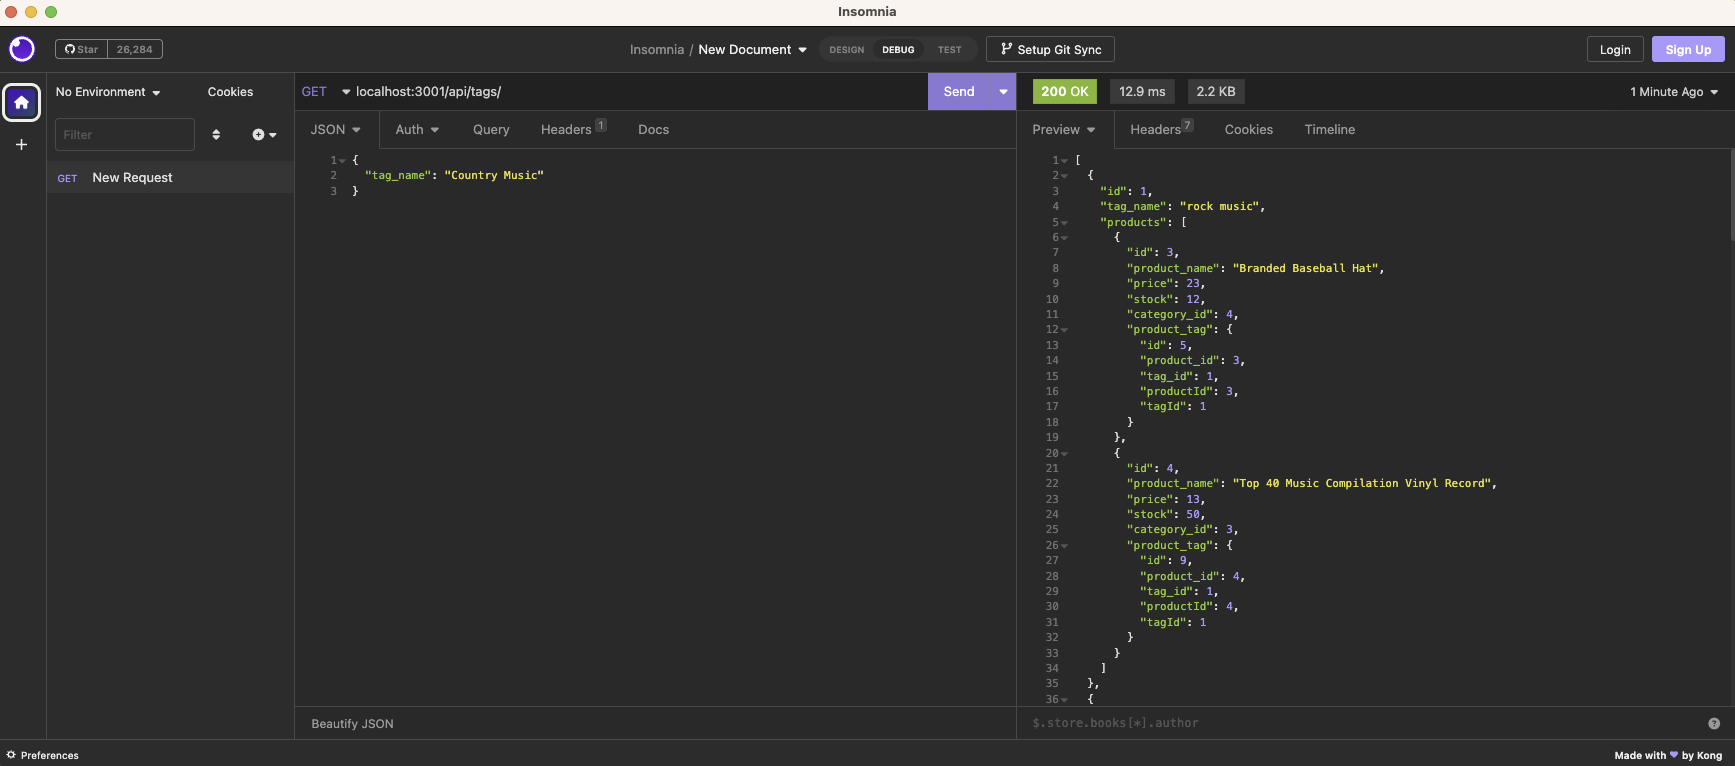 Insomnia
Star 26,284
Insomnia / New Document
DESIGN DEBUG TEST
Setup Git Sync
Login
Sign Up
No Environment
Cookies
Filter
GET New Request
GET localhost:3001/api/tags/
Send
JSON Auth Query Headers 1 Docs
1 {
2 "tag_name": "Country Music"
3 }
Beautify JSON
200 OK 12.9 ms 2.2 KB 1 Minute Ago
Preview Headers 7 Cookies Timeline
1 [
2 {
3 "id": 1,
4 "tag_name": "rock music",
5 "products": [
6 {
7 "id": 3,
8 "product_name": "Branded Baseball Hat",
9 "price": 23,
10 "stock": 12,
11 "category_id": 4,
12 "product_tag": {
13 "id": 5,
14 "product_id": 3,
15 "tag_id": 1,
16 "productId": 3,
17 "tagId": 1
18 }
19 },
20 {
21 "id": 4,
22 "product_name": "Top 40 Music Compilation Vinyl Record",
23 "price": 13,
24 "stock": 50,
25 "category_id": 3,
26 "product_tag": {
27 "id": 9,
28 "product_id": 4,
29 "tag_id": 1,
30 "productId": 4,
31 "tagId": 1
32 }
33 }
34 ]
35 },
36 {
$.store.books[*].author
?
Preferences
Made with ♥ by Kong